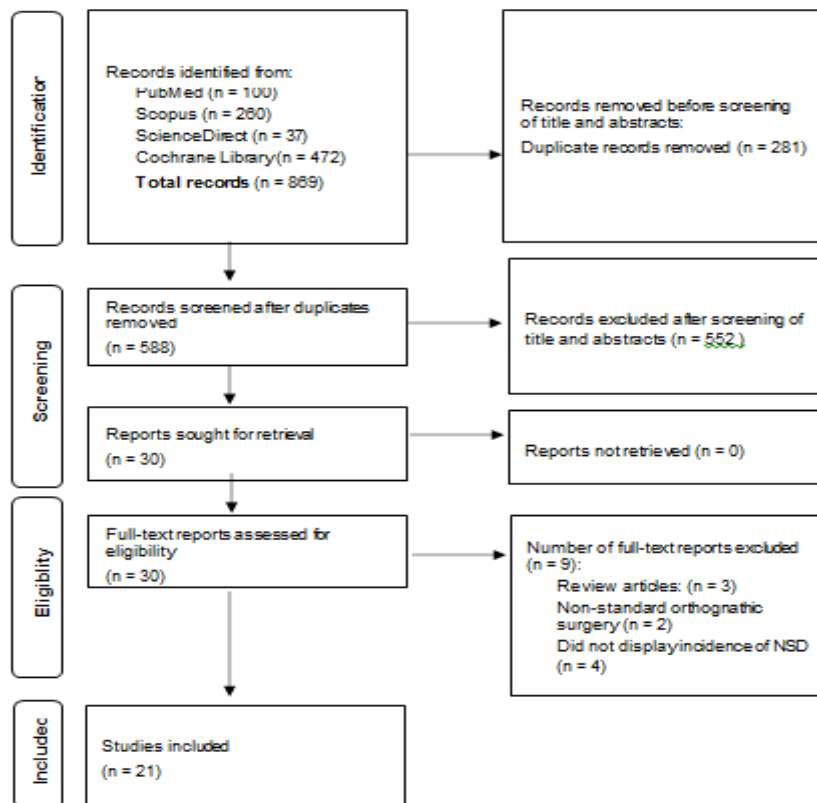 Identification
Records identified from:
PubMed (n = 100)
Scopus (n = 260)
ScienceDirect (n = 37)
Cochrane Library(n = 472)
Total records (n = 869)
Records removed before screening
of title and abstracts:
Duplicate records removed (n = 281)
Screening
Records screened after duplicates
removed
(n = 588)
Records excluded after screening of
title and abstracts (n = 552 )
Reports sought for retrieval
(n = 30)
Reports not retrieved (n = 0)
Eligiblity
Full-text reports assessed for
eligibility
(n = 30)
Number of full-text reports excluded
(n = 9):
Review articles: (n = 3)
Non-standard orthognathic
surgery (n = 2)
Did not display incidence of NSD
(n = 4)
Included
Studies included
(n = 21)